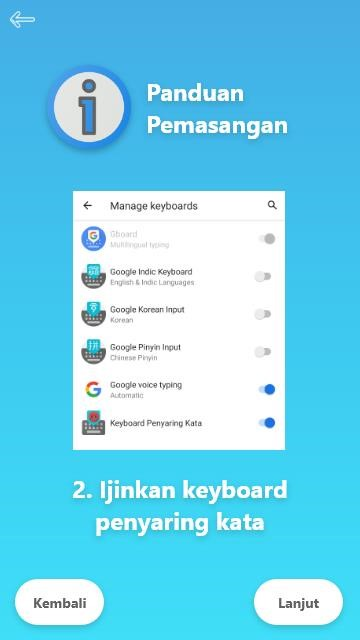 Panduan
Pemasangan
Manage keyboards
Gboard
Multilingual typing
Google Indic Keyboard
English & Indic Languages
Google Korean Input
Korean
Google Pinyin Input
Chinese Pinyin
Google voice typing
Automatic
Keyboard Penyaring Kata
2. Ijinkan keyboard
penyaring kata
Kembali
Lanjut